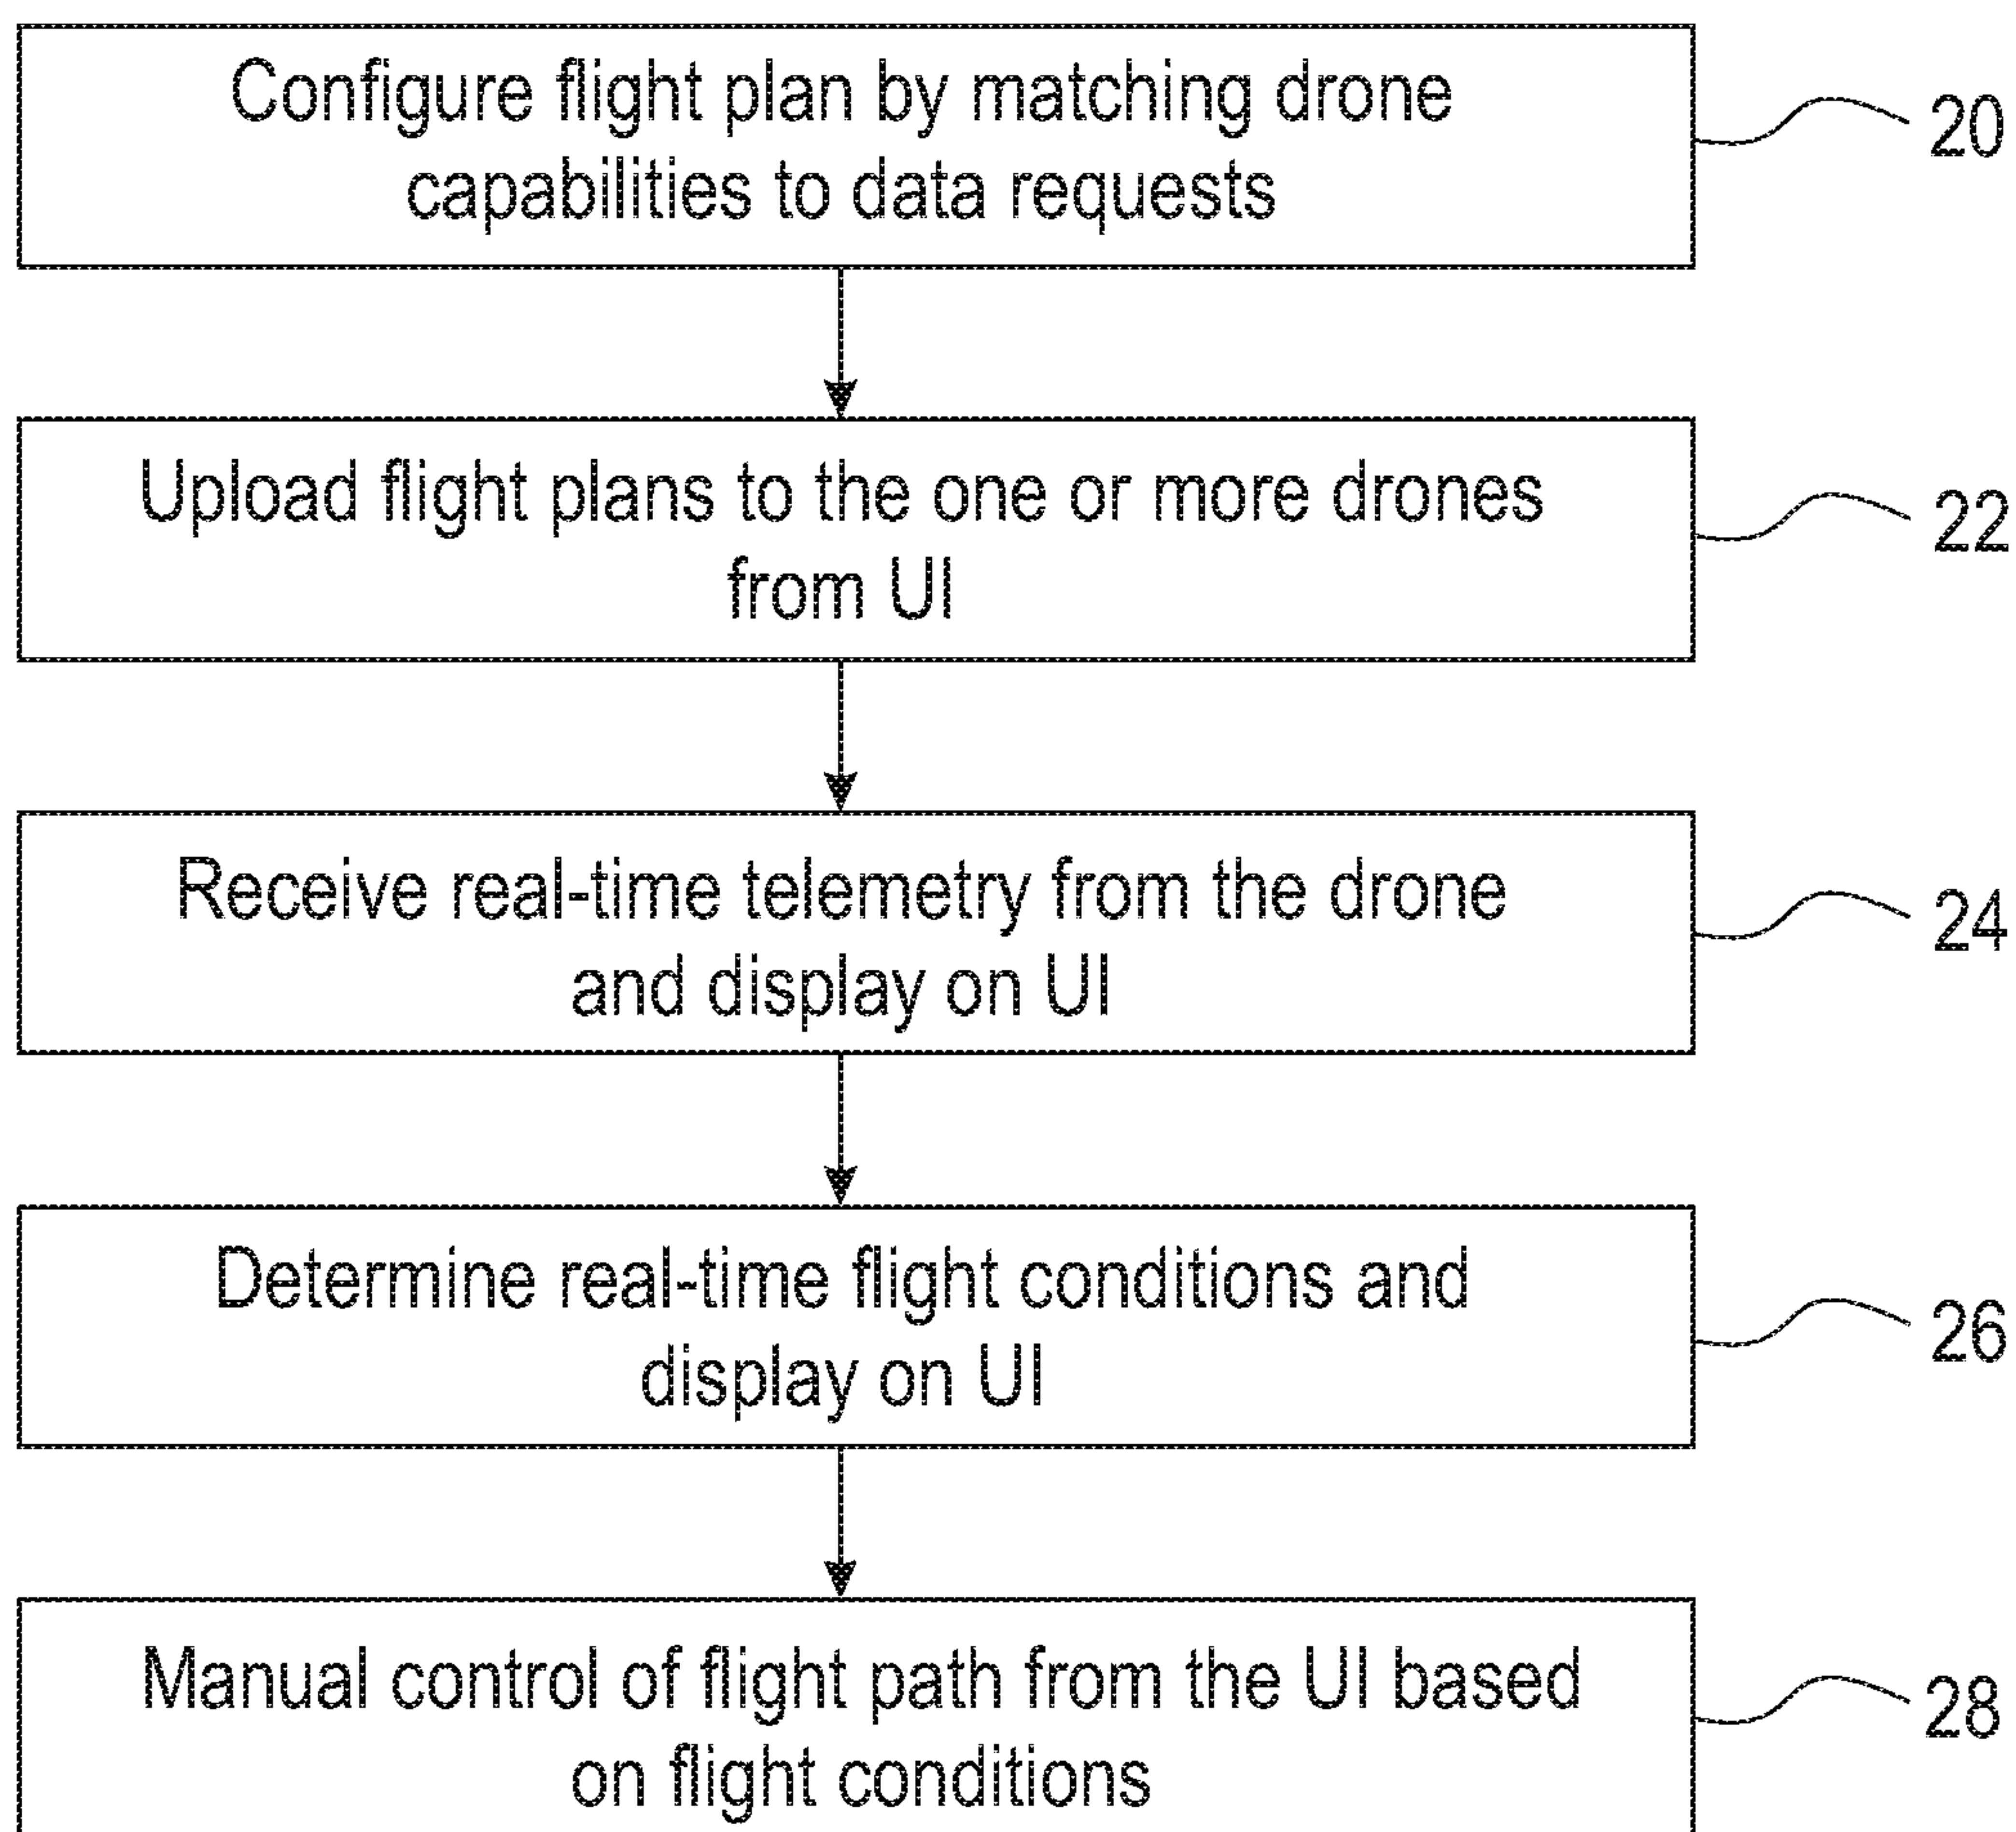 Configure flight plan by matching drone
capabilities to data requests
20
Upload flight plans to the one or more drones
from UI
22
Receive real-time telemetry from the drone
and display on UI
24
Determine real-time flight conditions and
display on UI
26
Manual control of flight path from the UI based
on flight conditions
28